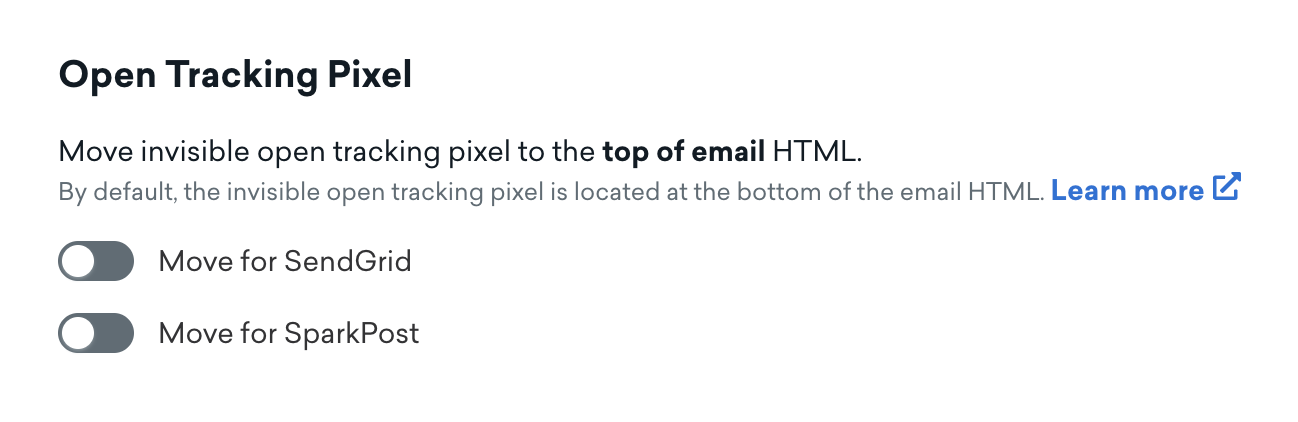 Open Tracking Pixel
Move invisible open tracking pixel to the top of email HTML.
By default, the invisible open tracking pixel is located at the bottom of the email HTML. Learn more
Move for SendGrid
Move for SparkPost